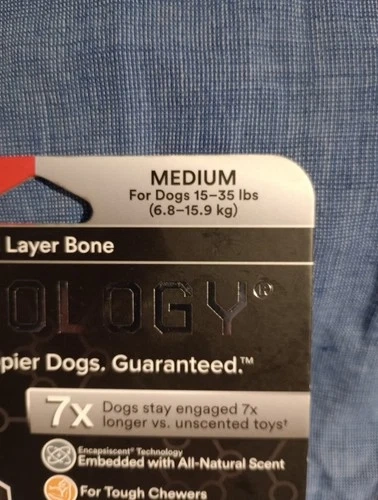 MEDIUM
For Dogs 15–35 lbs
(6.8–15.9 kg)
Layer Bone
OLOGY®
pier Dogs. Guaranteed.™
7x
Dogs stay engaged 7x
longer vs. unscented toys†
Encapsiscent® Technology
Embedded with All-Natural Scent
For Tough Chewers